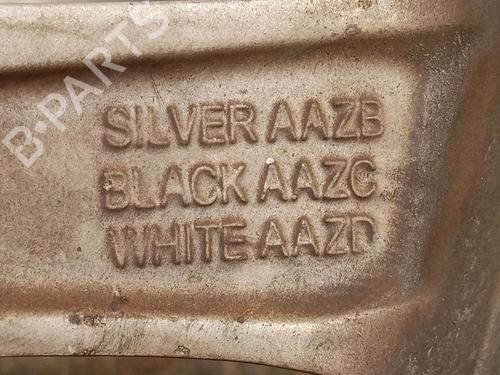 B-PARTS
SILVER AAZB
BLACK AAZC
WHITE AAZD